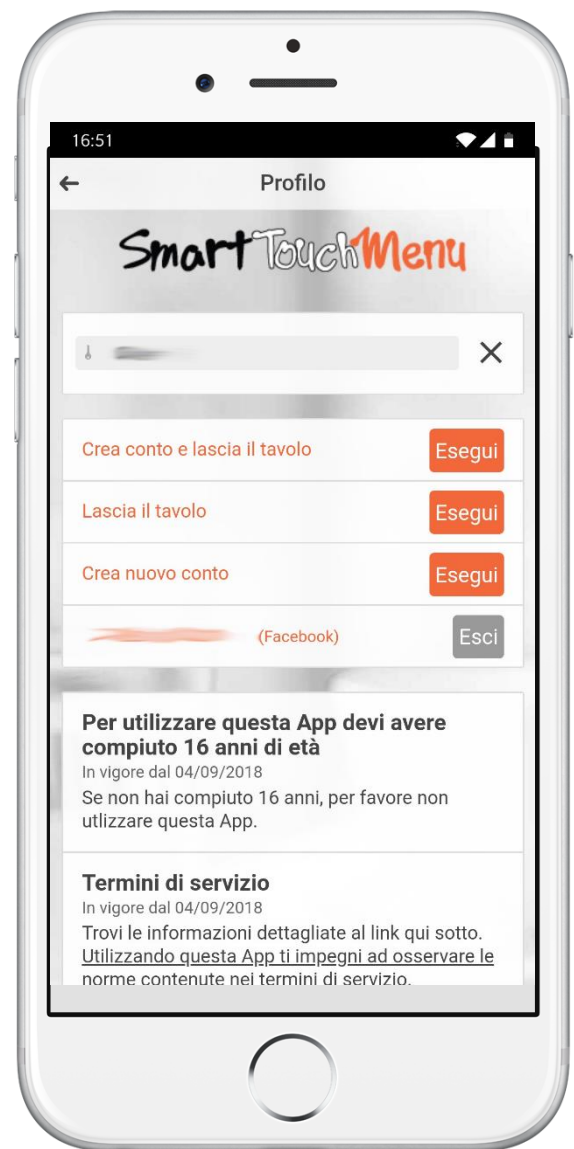 16:51
Profilo
SmartTouchMenu
Crea conto e lascia il tavolo
Esegui
Lascia il tavolo
Esegui
Crea nuovo conto
Esegui
(Facebook)
Esci
Per utilizzare questa App devi avere
compiuto 16 anni di età
In vigore dal 04/09/2018
Se non hai compiuto 16 anni, per favore non
utlizzare questa App.
Termini di servizio
In vigore dal 04/09/2018
Trovi le informazioni dettagliate al link qui sotto.
Utilizzando questa App ti impegni ad osservare le
norme contenute nei termini di servizio.